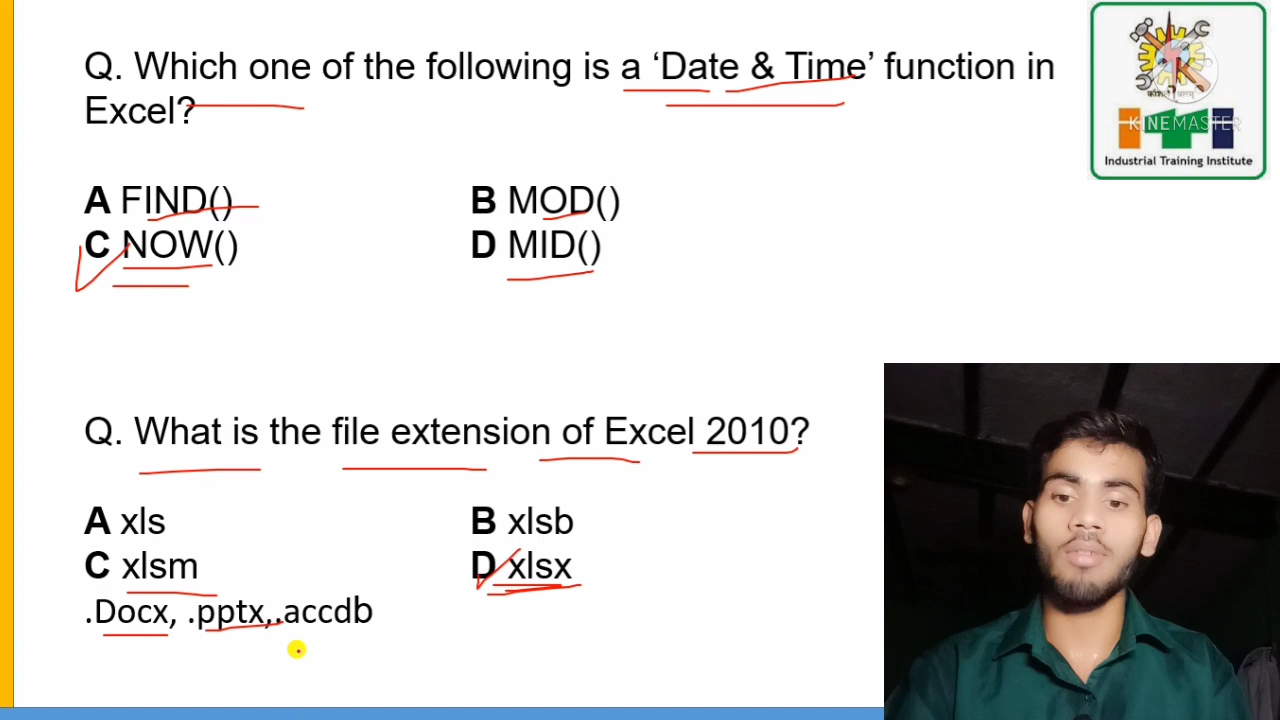 Q. Which one of the following is a ‘Date & Time’ function in
Excel?
A FIND()
B MOD()
C NOW()
D MID()
Q. What is the file extension of Excel 2010?
A xls
B xlsb
C xlsm
D xlsx
.Docx, .pptx,.accdb
KINEMASTER
Industrial Training Institute